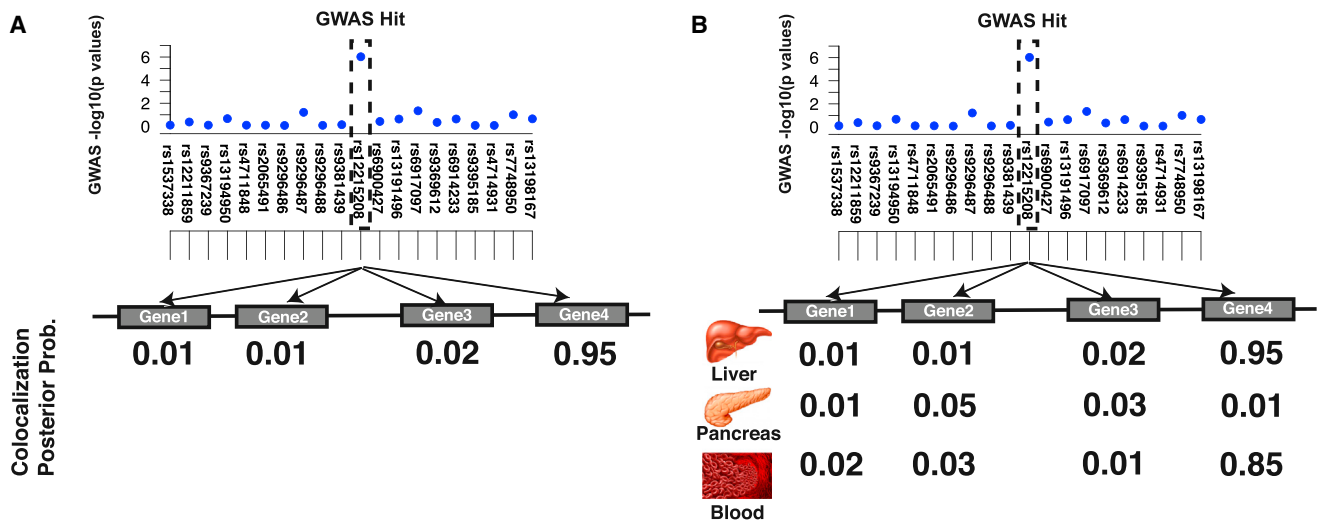 A
GWAS Hit
GWAS -log10(p values)
6
4
2
0
rs1537338
rs12211859
rs9367239
rs13194950
rs4711848
rs2065491
rs9296486
rs9296487
rs9296488
rs9381439
rs12215208
rs6900427
rs13191496
rs6917097
rs9369612
rs6914233
rs9395185
rs4714931
rs7748950
rs13198167
Gene1 Gene2 Gene3 Gene4
Colocalization
Posterior Prob.
0.01 0.01 0.02 0.95
B
GWAS Hit
GWAS -log10(p values)
6
4
2
0
rs1537338
rs12211859
rs9367239
rs13194950
rs4711848
rs2065491
rs9296486
rs9296487
rs9296488
rs9381439
rs12215208
rs6900427
rs13191496
rs6917097
rs9369612
rs6914233
rs9395185
rs4714931
rs7748950
rs13198167
Gene1 Gene2 Gene3 Gene4
Liver
0.01 0.01 0.02 0.95
Pancreas
0.01 0.05 0.03 0.01
Blood
0.02 0.03 0.01 0.85